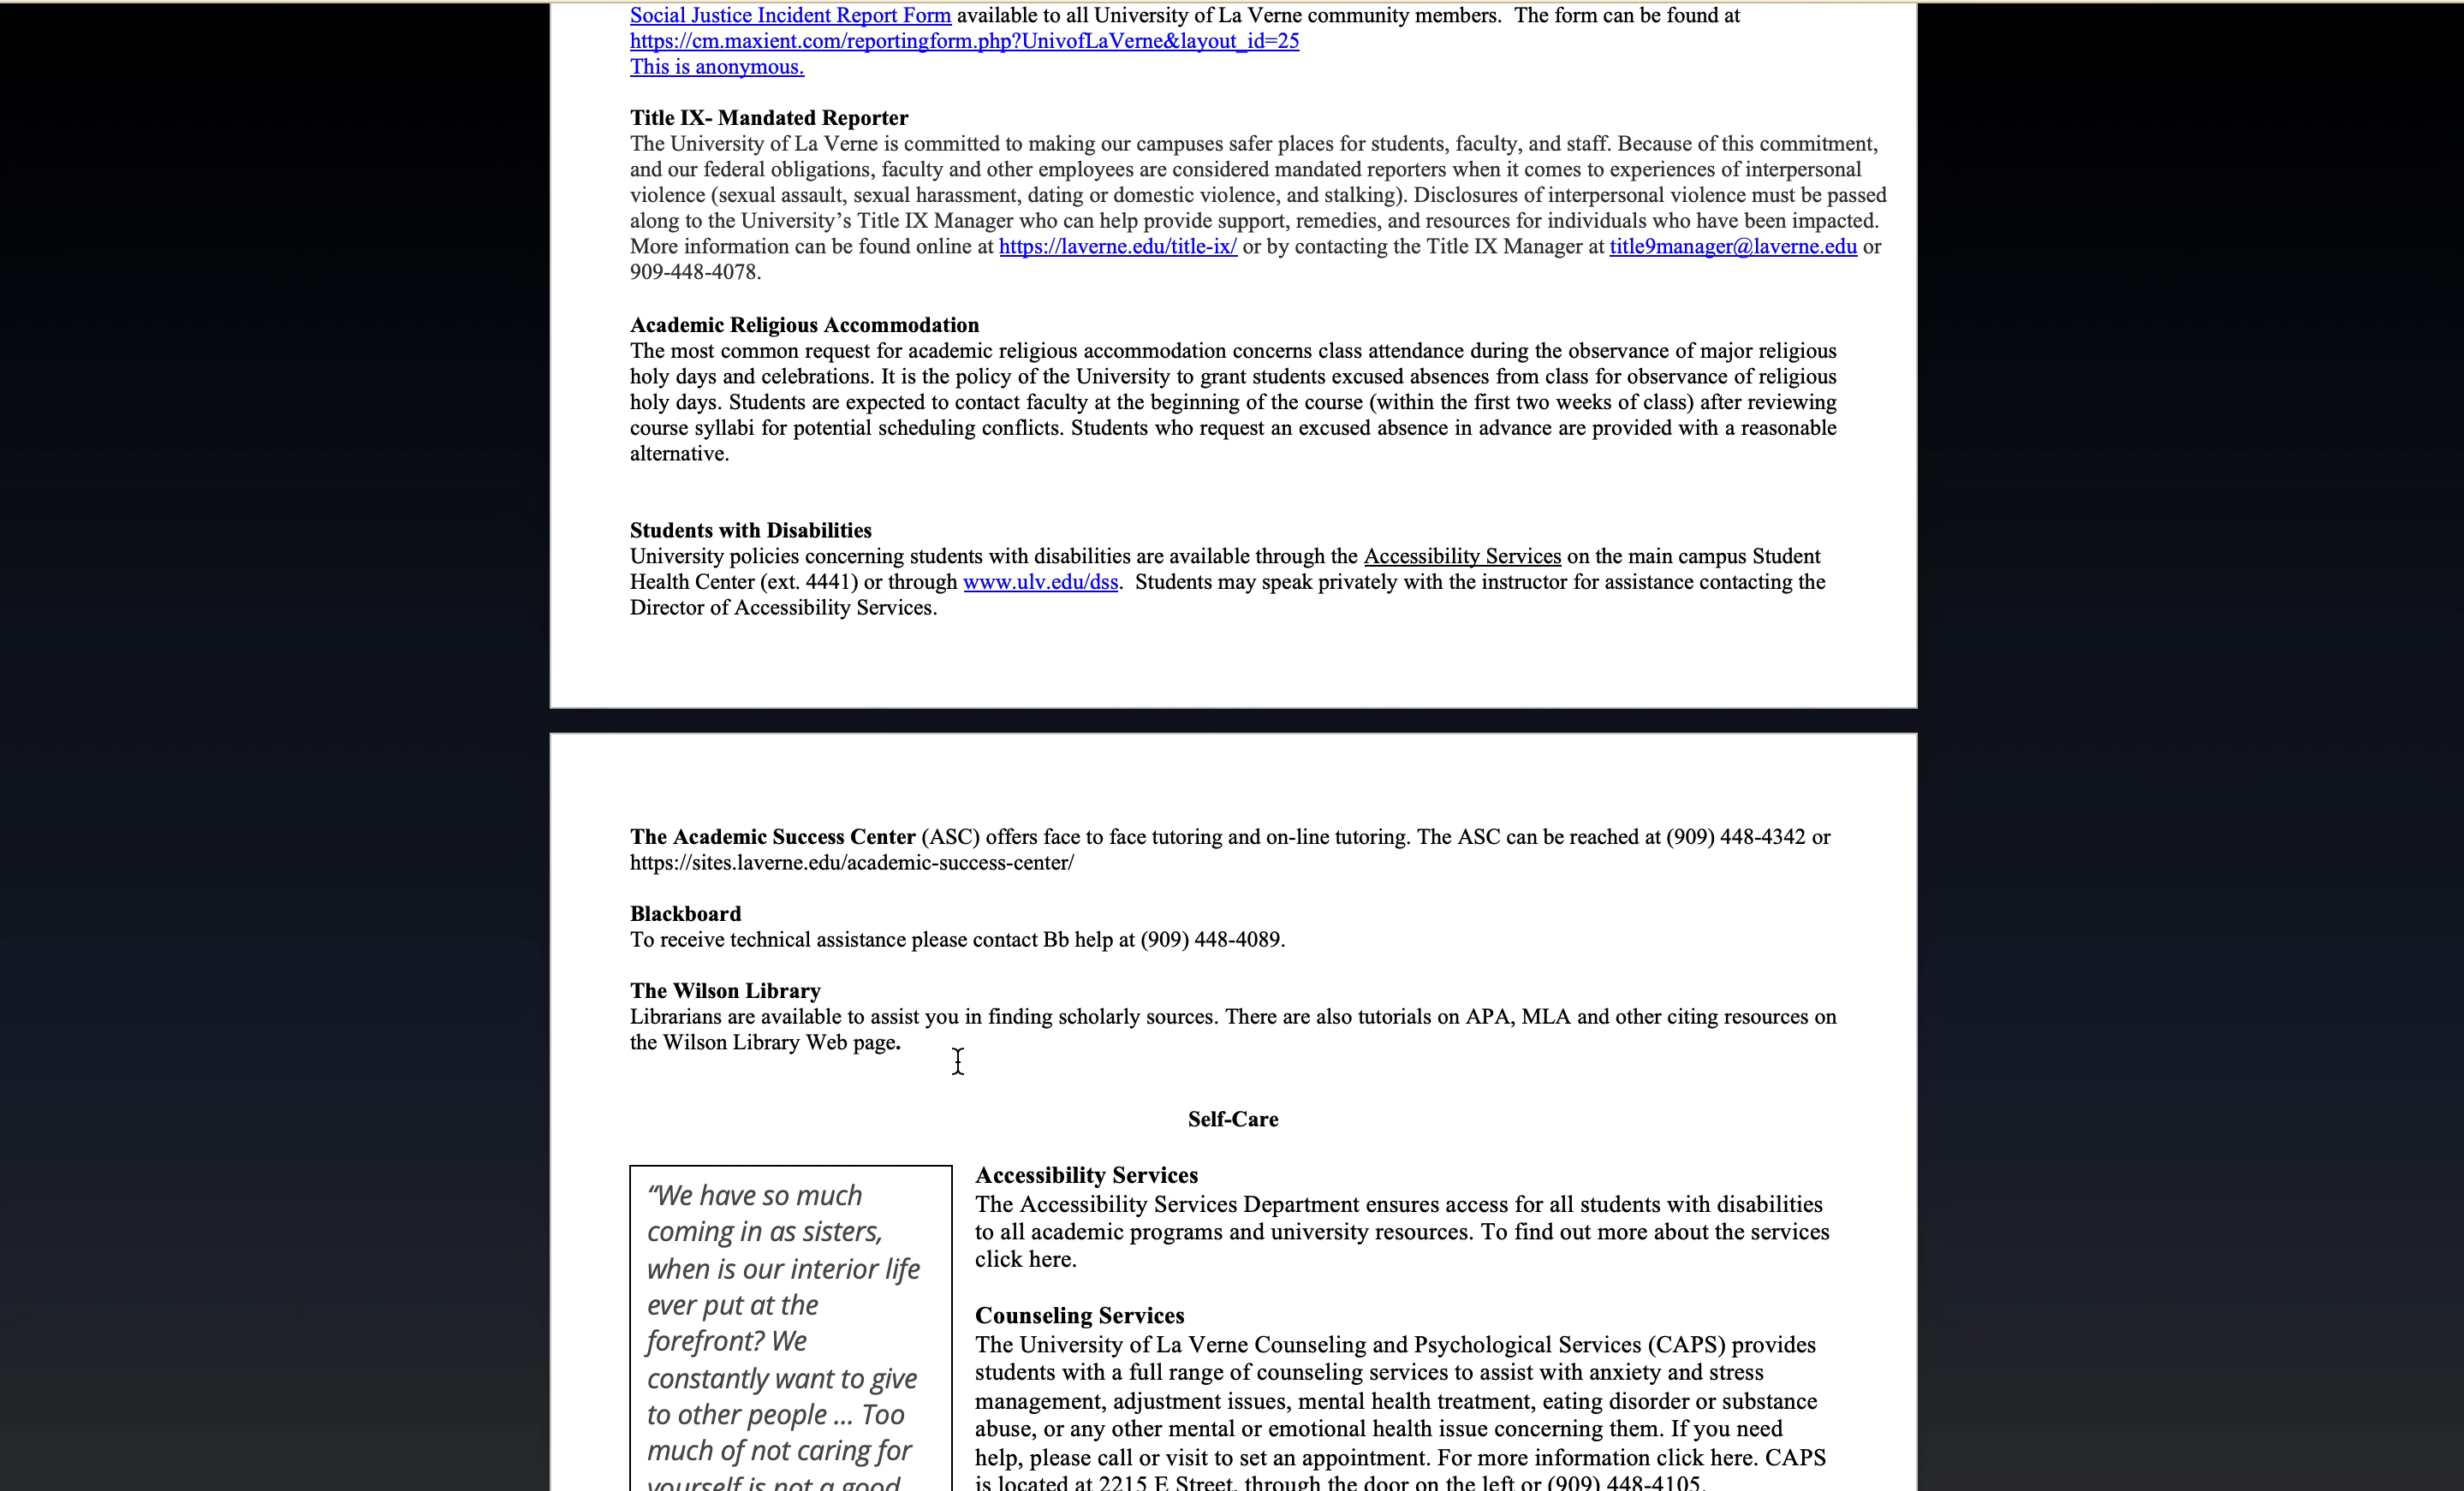 Social Justice Incident Report Form available to all University of La Verne community members.  The form can be found at
https://cm.maxient.com/reportingform.php?UnivofLaVerne&layout_id=25
This is anonymous.
Title IX- Mandated Reporter
The University of La Verne is committed to making our campuses safer places for students, faculty, and staff. Because of this commitment,
and our federal obligations, faculty and other employees are considered mandated reporters when it comes to experiences of interpersonal
violence (sexual assault, sexual harassment, dating or domestic violence, and stalking). Disclosures of interpersonal violence must be passed
along to the University’s Title IX Manager who can help provide support, remedies, and resources for individuals who have been impacted.
More information can be found online at https://laverne.edu/title-ix/ or by contacting the Title IX Manager at title9manager@laverne.edu or
909-448-4078.
Academic Religious Accommodation
The most common request for academic religious accommodation concerns class attendance during the observance of major religious
holy days and celebrations. It is the policy of the University to grant students excused absences from class for observance of religious
holy days. Students are expected to contact faculty at the beginning of the course (within the first two weeks of class) after reviewing
course syllabi for potential scheduling conflicts. Students who request an excused absence in advance are provided with a reasonable
alternative.
Students with Disabilities
University policies concerning students with disabilities are available through the Accessibility Services on the main campus Student
Health Center (ext. 4441) or through www.ulv.edu/dss.  Students may speak privately with the instructor for assistance contacting the
Director of Accessibility Services.
The Academic Success Center (ASC) offers face to face tutoring and on-line tutoring. The ASC can be reached at (909) 448-4342 or
https://sites.laverne.edu/academic-success-center/
Blackboard
To receive technical assistance please contact Bb help at (909) 448-4089.
The Wilson Library
Librarians are available to assist you in finding scholarly sources. There are also tutorials on APA, MLA and other citing resources on
the Wilson Library Web page.
Self-Care
“We have so much
coming in as sisters,
when is our interior life
ever put at the
forefront? We
constantly want to give
to other people ... Too
much of not caring for
yourself is not a good
Accessibility Services
The Accessibility Services Department ensures access for all students with disabilities
to all academic programs and university resources. To find out more about the services
click here.
Counseling Services
The University of La Verne Counseling and Psychological Services (CAPS) provides
students with a full range of counseling services to assist with anxiety and stress
management, adjustment issues, mental health treatment, eating disorder or substance
abuse, or any other mental or emotional health issue concerning them. If you need
help, please call or visit to set an appointment. For more information click here. CAPS
is located at 2215 E Street, through the door on the left or (909) 448-4105.